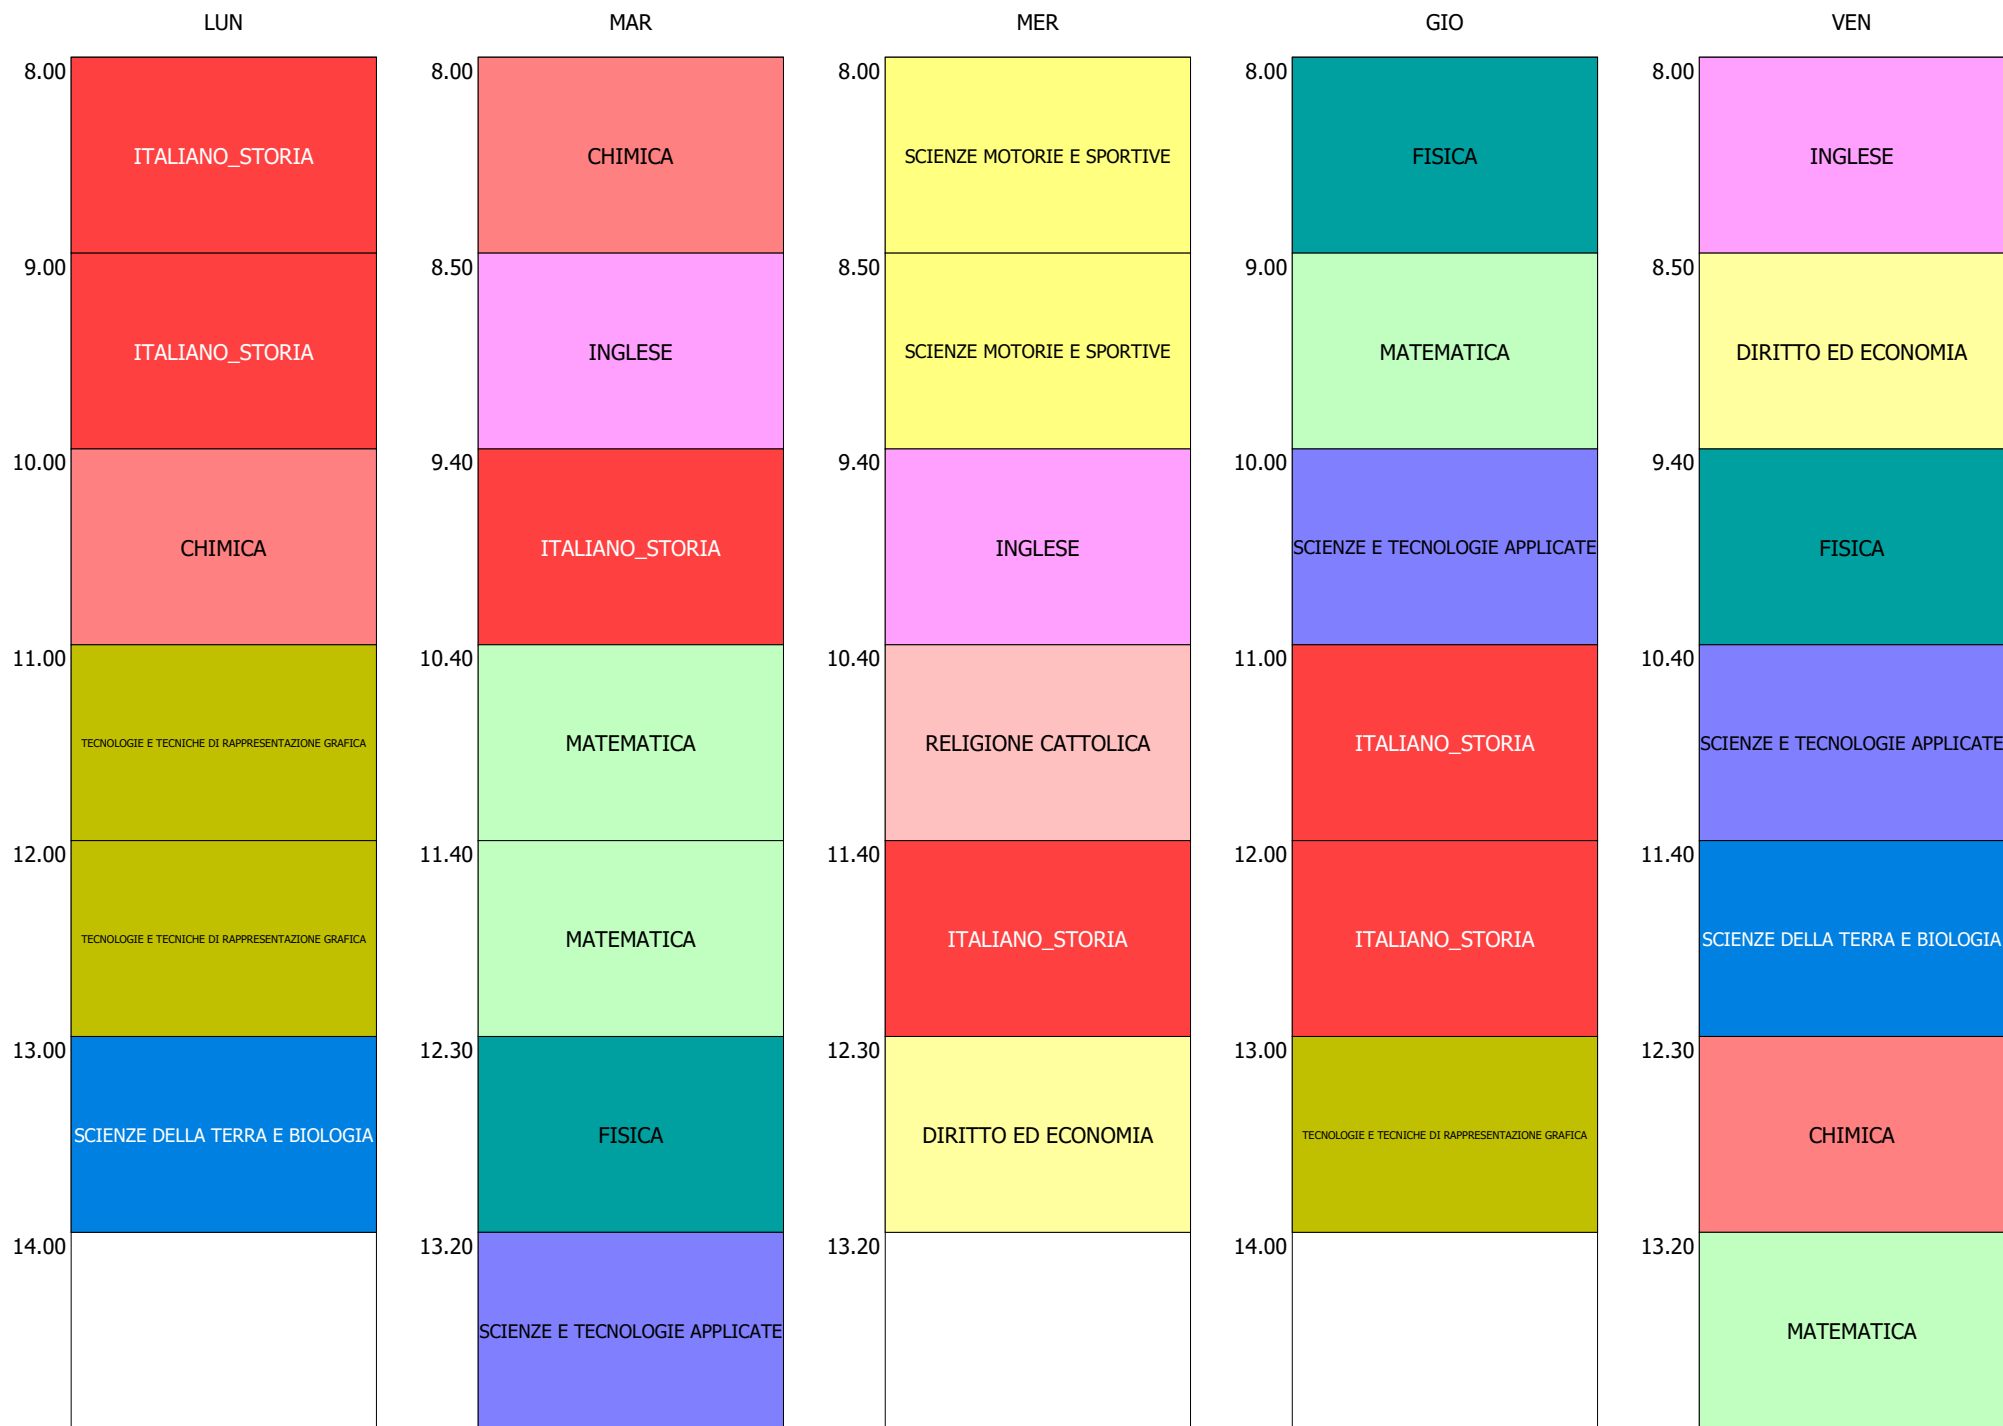 LUN MAR MER GIO VEN
8.00 8.00 8.00 8.00 8.00
ITALIANO_STORIA CHIMICA SCIENZE MOTORIE E SPORTIVE FISICA INGLESE
9.00 8.50 8.50 9.00 8.50
ITALIANO_STORIA INGLESE SCIENZE MOTORIE E SPORTIVE MATEMATICA DIRITTO ED ECONOMIA
10.00 9.40 9.40 10.00 9.40
CHIMICA ITALIANO_STORIA INGLESE SCIENZE E TECNOLOGIE APPLICATE FISICA
11.00 10.40 10.40 11.00 10.40
TECNOLOGIE E TECNICHE DI RAPPRESENTAZIONE GRAFICA MATEMATICA RELIGIONE CATTOLICA ITALIANO_STORIA SCIENZE E TECNOLOGIE APPLICATE
12.00 11.40 11.40 12.00 11.40
TECNOLOGIE E TECNICHE DI RAPPRESENTAZIONE GRAFICA MATEMATICA ITALIANO_STORIA ITALIANO_STORIA SCIENZE DELLA TERRA E BIOLOGIA
13.00 12.30 12.30 13.00 12.30
SCIENZE DELLA TERRA E BIOLOGIA FISICA DIRITTO ED ECONOMIA TECNOLOGIE E TECNICHE DI RAPPRESENTAZIONE GRAFICA CHIMICA
14.00 13.20 13.20 14.00 13.20
SCIENZE E TECNOLOGIE APPLICATE MATEMATICA